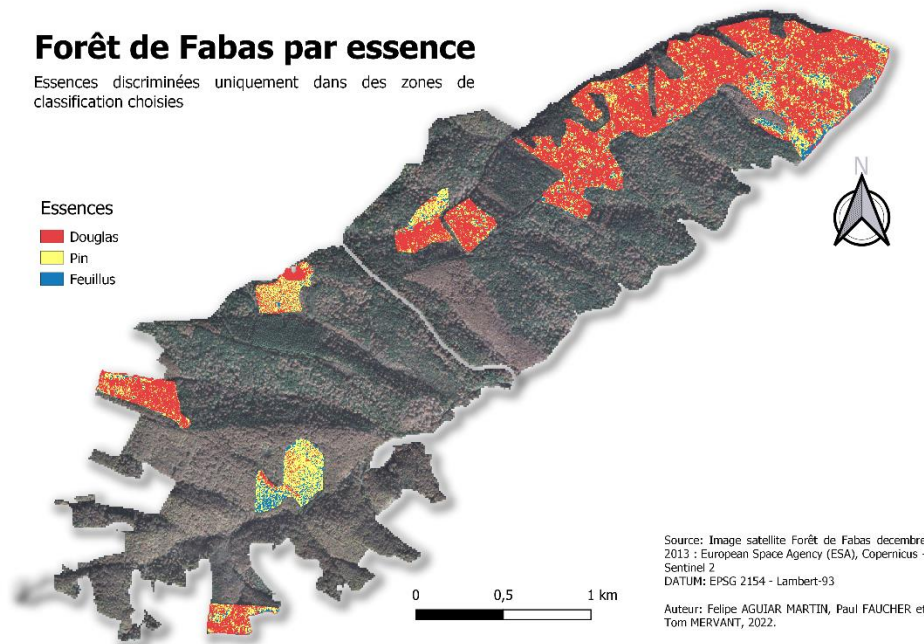 Forêt de Fabas par essence
Essences discriminées uniquement dans des zones de
classification choisies
N
Essences
Douglas
Pin
Feuillus
Source: Image satellite Forêt de Fabas decembre
2013 : European Space Agency (ESA), Copernicus -
Sentinel 2
DATUM: EPSG 2154 - Lambert-93
0 0,5 1 km
Auteur: Felipe AGUIAR MARTIN, Paul FAUCHER et
Tom MERVANT, 2022.